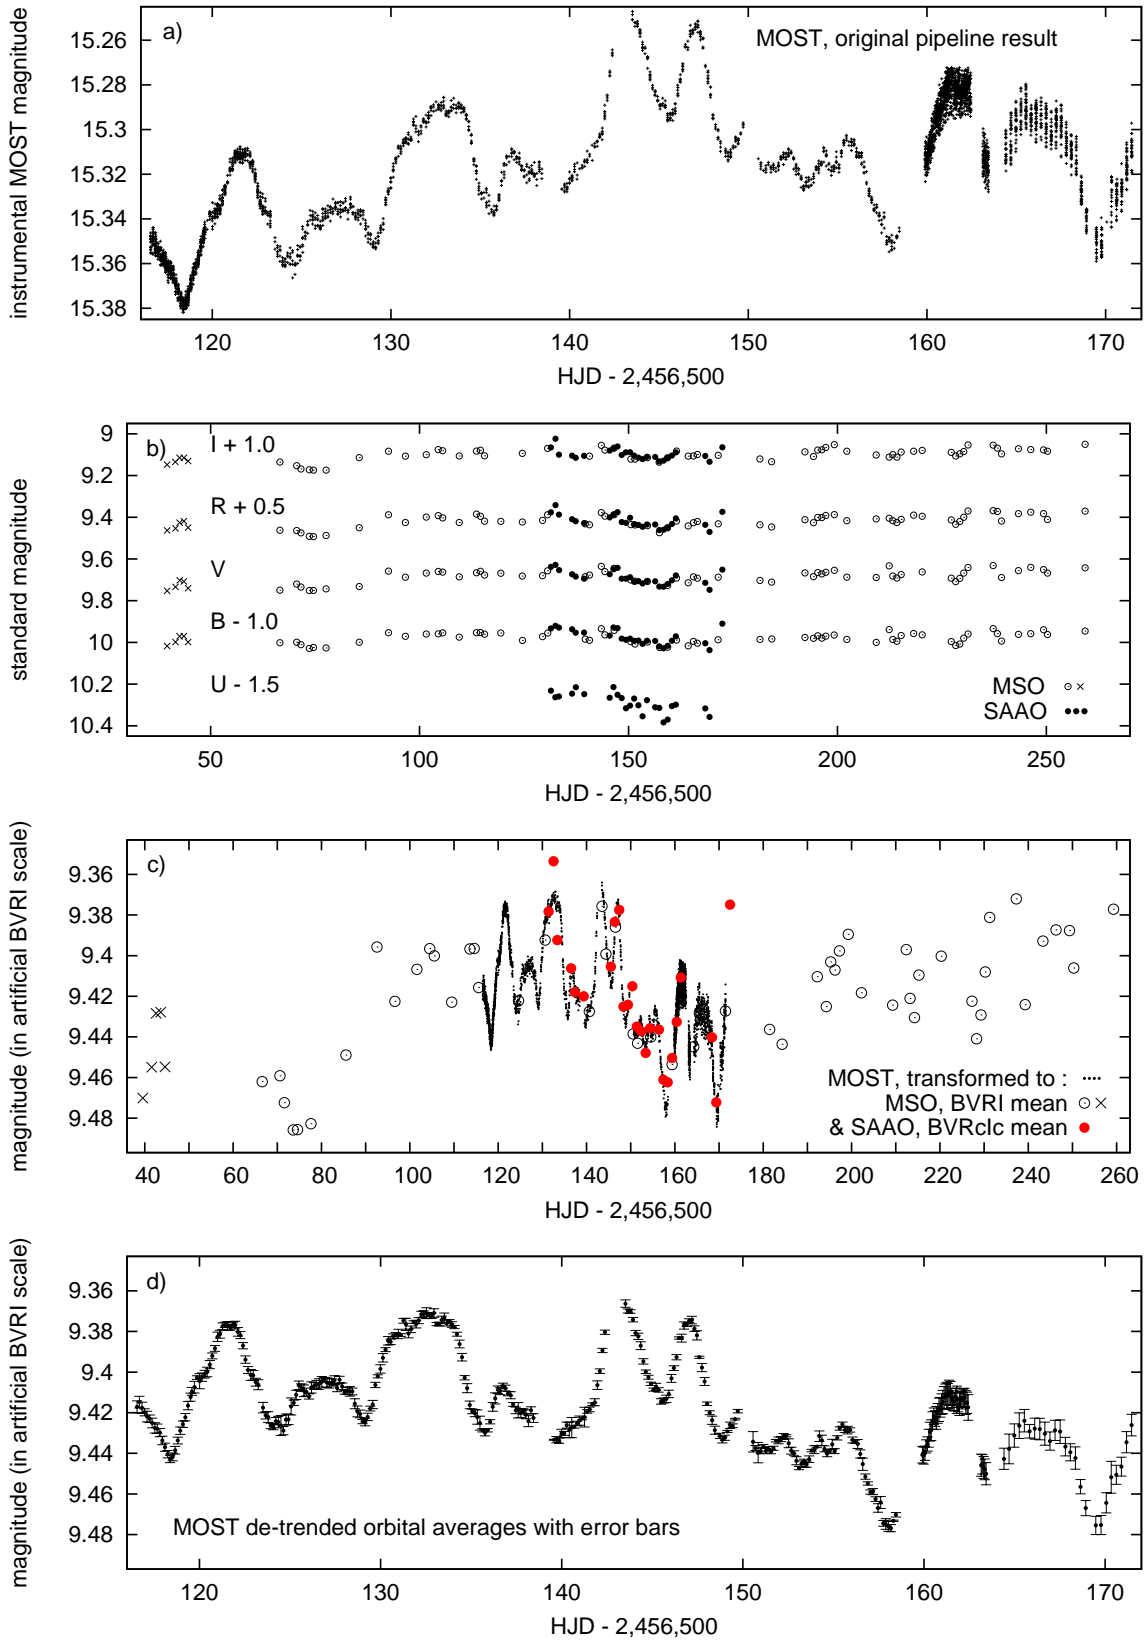 a)
MOST, original pipeline result
instrumental MOST magnitude
15.26
15.28
15.3
15.32
15.34
15.36
15.38
120 130 140 150 160 170
HJD - 2,456,500
b)
I + 1.0
R + 0.5
V
B - 1.0
U - 1.5
MSO
SAAO
standard magnitude
9
9.2
9.4
9.6
9.8
10
10.2
10.4
50 100 150 200 250
HJD - 2,456,500
c)
MOST, transformed to :
MSO, BVRI mean
& SAAO, BVRcIc mean
magnitude (in artificial BVRI scale)
9.36
9.38
9.4
9.42
9.44
9.46
9.48
40 60 80 100 120 140 160 180 200 220 240 260
HJD - 2,456,500
d)
MOST de-trended orbital averages with error bars
magnitude (in artificial BVRI scale)
9.36
9.38
9.4
9.42
9.44
9.46
9.48
120 130 140 150 160 170
HJD - 2,456,500